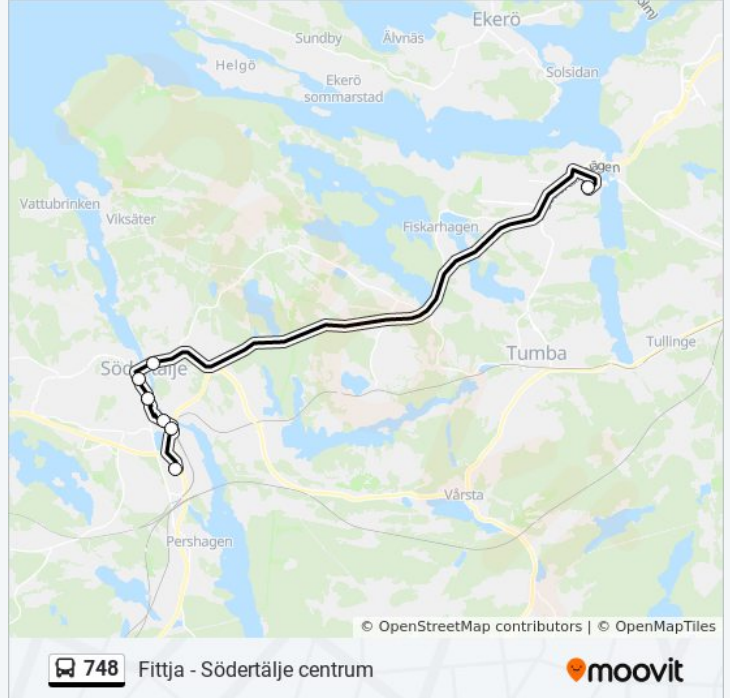 Ekerö
Sundby
Älvnäs
Helgö
Solsidan
Ekerö
sommarstad
Vattubrinken
Viksäter
Fiskarhagen
Södertälje
Tumba
Tullinge
Vårsta
Pershagen
© OpenStreetMap contributors | © OpenMapTiles
748 Fittja - Södertälje centrum
moovit